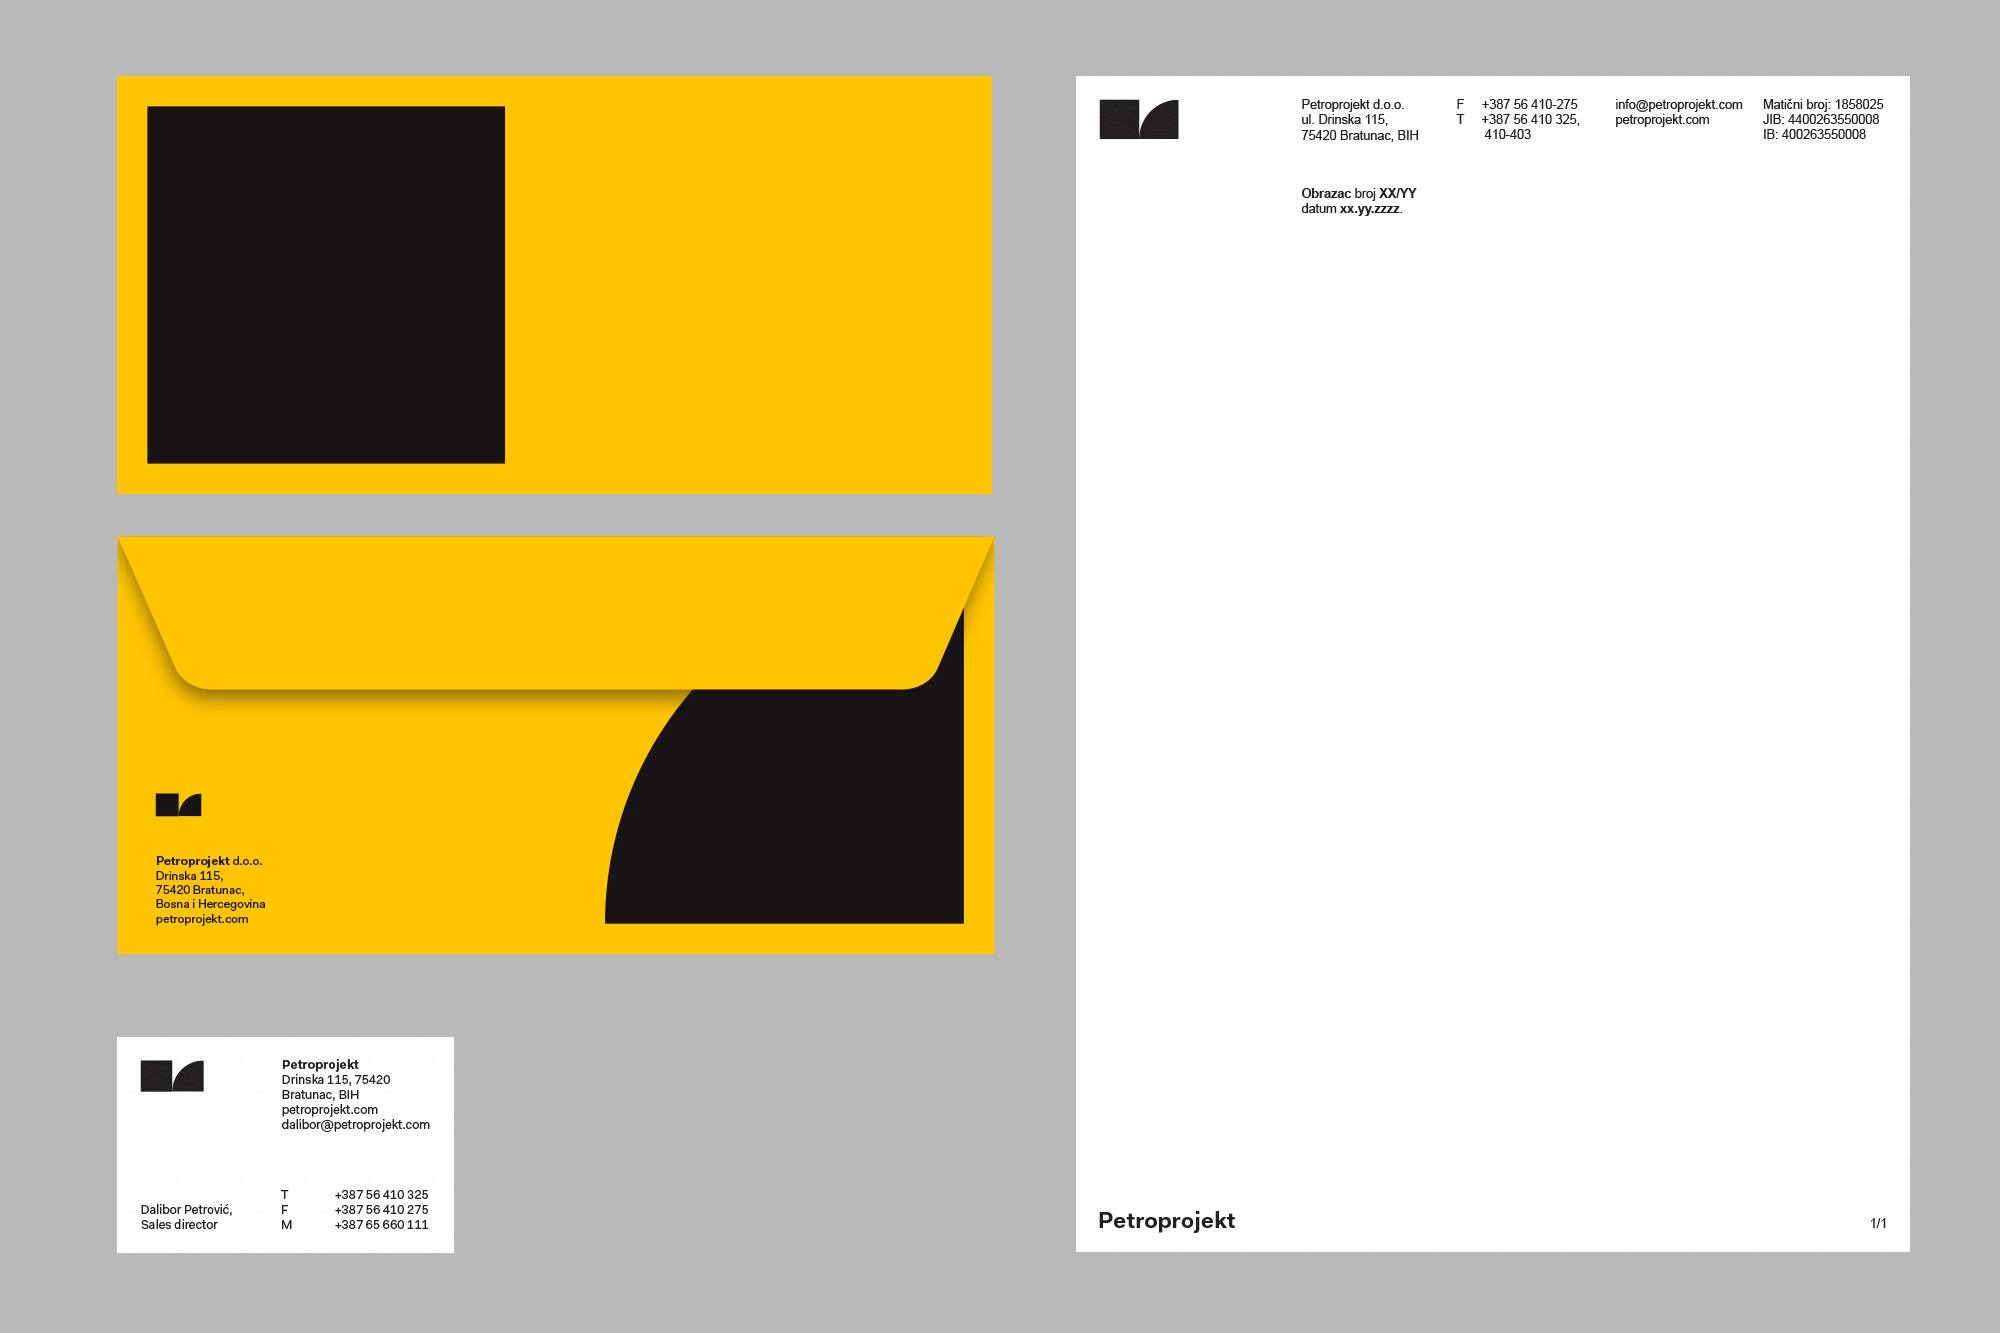 Petroprojekt d.o.o.
Drinska 115,
75420 Bratunac,
Bosna i Hercegovina
petroprojekt.com
Petroprojekt
Drinska 115, 75420
Bratunac, BIH
petroprojekt.com
dalibor@petroprojekt.com
Dalibor Petrović,
Sales director
T +387 56 410 325
F +387 56 410 275
M +387 65 660 111
Petroprojekt d.o.o.
ul. Drinska 115,
75420 Bratunac, BIH
F +387 56 410-275
T +387 56 410 325,
410-403
info@petroprojekt.com
petroprojekt.com
Matični broj: 1858025
JIB: 4400263550008
IB: 400263550008
Obrazac broj XX/YY
datum xx.yy.zzzz.
Petroprojekt
1/1